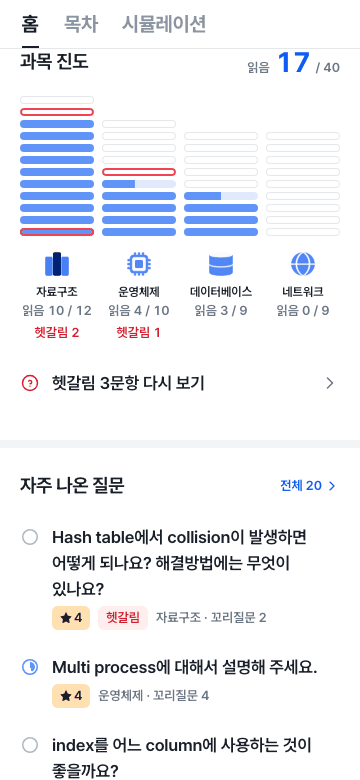 홈 목차 시뮬레이션
과목 진도 읽음 17 / 40
자료구조 운영체제 데이터베이스 네트워크
읽음 10 / 12 읽음 4 / 10 읽음 3 / 9 읽음 0 / 9
헷갈림 2 헷갈림 1
헷갈림 3문항 다시 보기
자주 나온 질문 전체 20
Hash table에서 collision이 발생하면
어떻게 되나요? 해결방법에는 무엇이
있나요?
★4 헷갈림 자료구조 · 꼬리질문 2
Multi process에 대해서 설명해 주세요.
★4 운영체제 · 꼬리질문 4
index를 어느 column에 사용하는 것이
좋을까요?